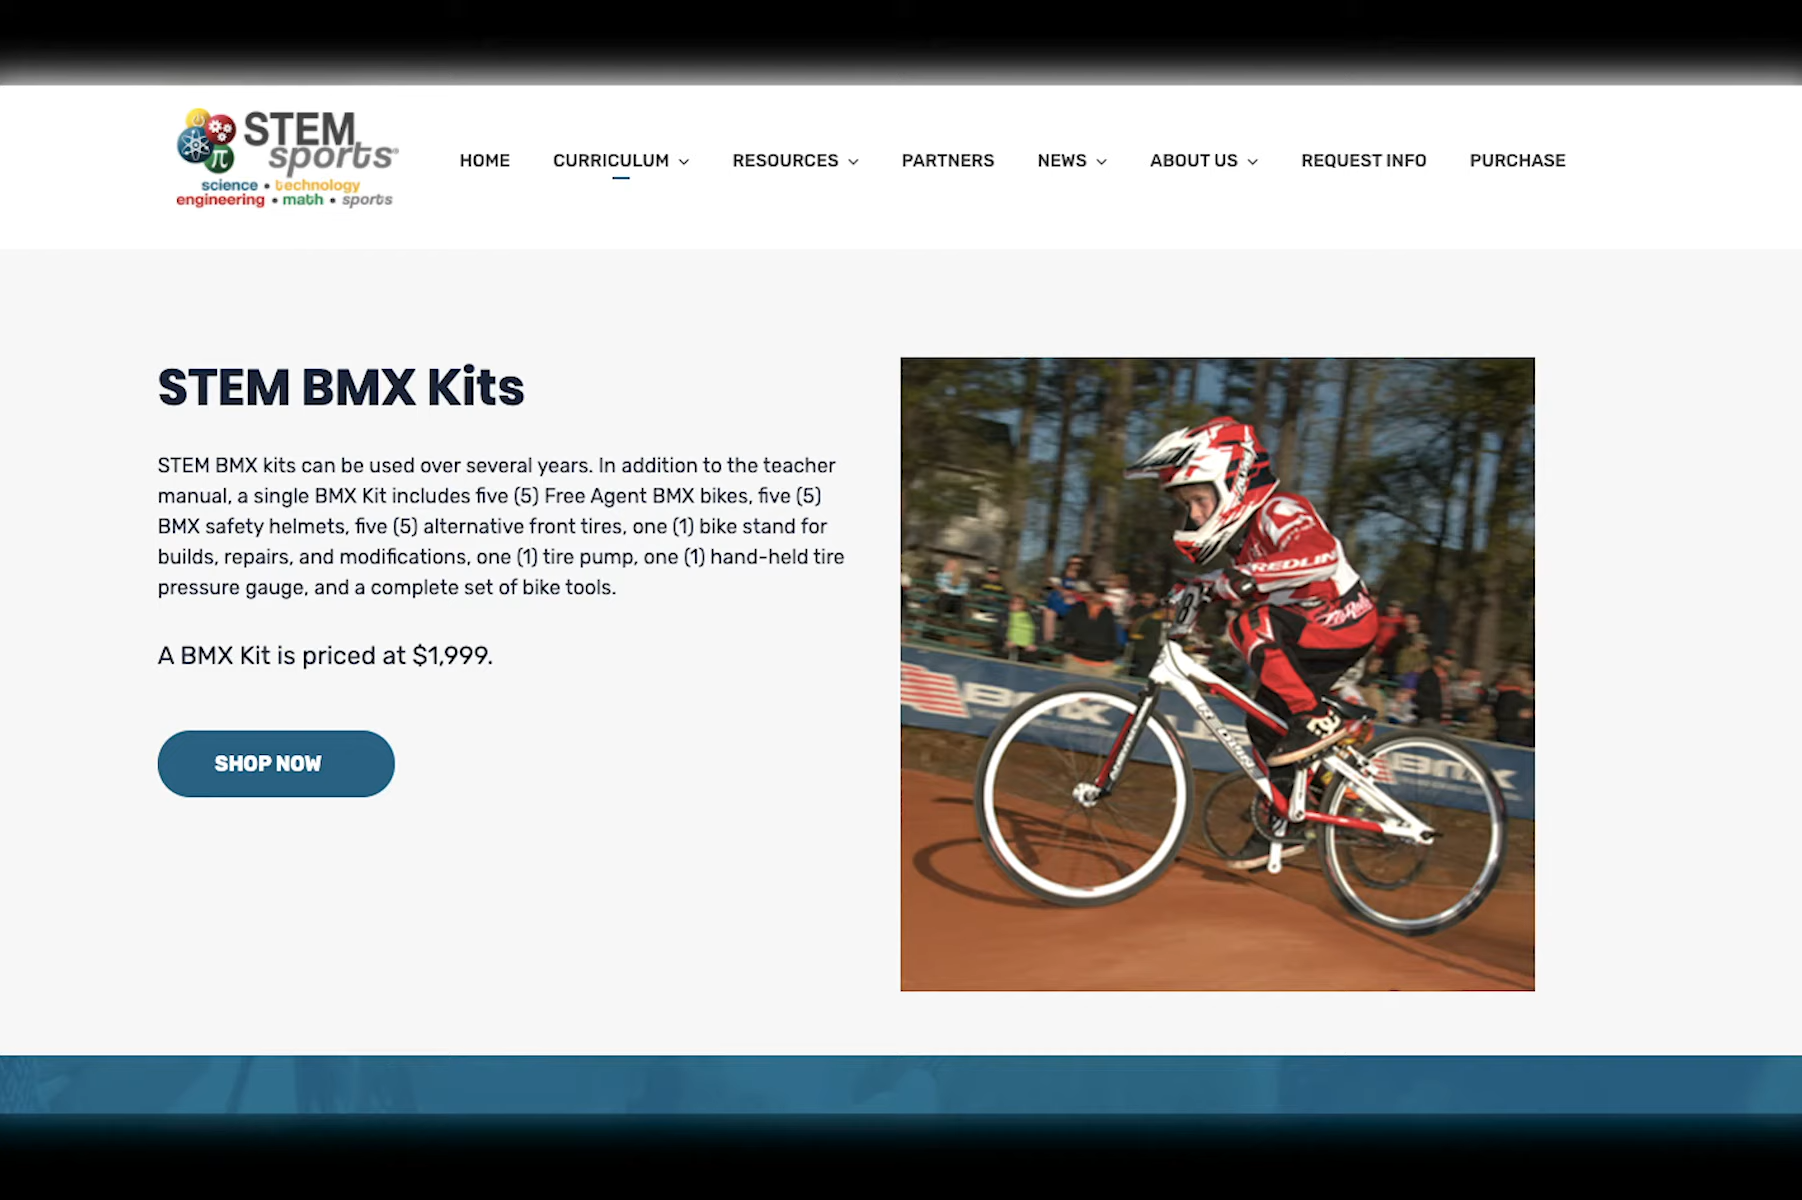 STEM
sports®
science • technology
engineering • math • sports
HOME CURRICULUM RESOURCES PARTNERS NEWS ABOUT US REQUEST INFO PURCHASE
STEM BMX Kits
STEM BMX kits can be used over several years. In addition to the teacher
manual, a single BMX Kit includes five (5) Free Agent BMX bikes, five (5)
BMX safety helmets, five (5) alternative front tires, one (1) bike stand for
builds, repairs, and modifications, one (1) tire pump, one (1) hand-held tire
pressure gauge, and a complete set of bike tools.
A BMX Kit is priced at $1,999.
SHOP NOW
REDLIN
8
BMX
REDLINE
BMX